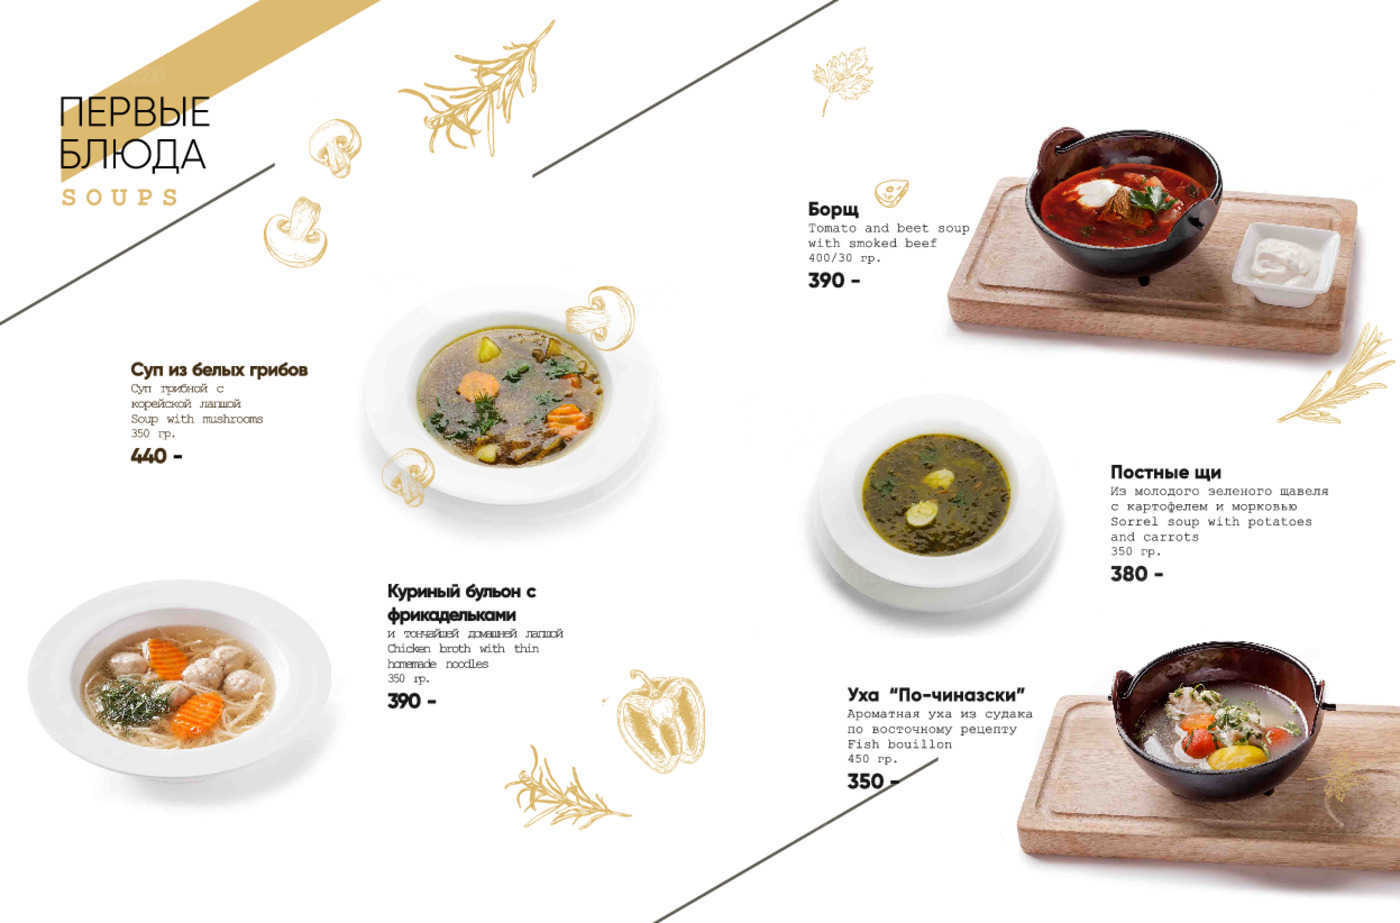 ПЕРВЫЕ
БЛЮДА
SOUPS
Суп из белых грибов
Суп грибной с
корейской лапшой
Soup with mushrooms
350 гр.
440 -
Куриный бульон с
фрикадельками
и тончайшей домашней лапшой
Chicken broth with thin
homemade noodles
350 гр.
390 -
Борщ
Tomato and beet soup
with smoked beef
400/30 гр.
390 -
Постные щи
Из молодого зеленого щавеля
с картофелем и морковью
Sorrel soup with potatoes
and carrots
350 гр.
380 -
Уха “По-чиназски”
Ароматная уха из судака
по восточному рецепту
Fish bouillon
450 гр.
350 -